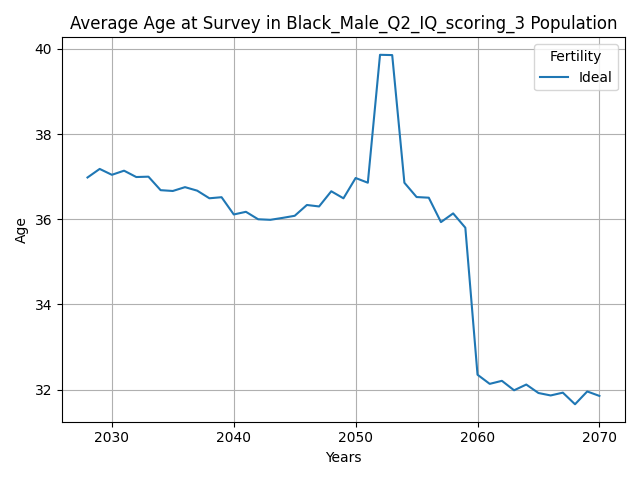 Average Age at Survey in Black_Male_Q2_IQ_scoring_3 Population
Fertility
Ideal
40
38
36
34
32
Age
2030 2040 2050 2060 2070
Years